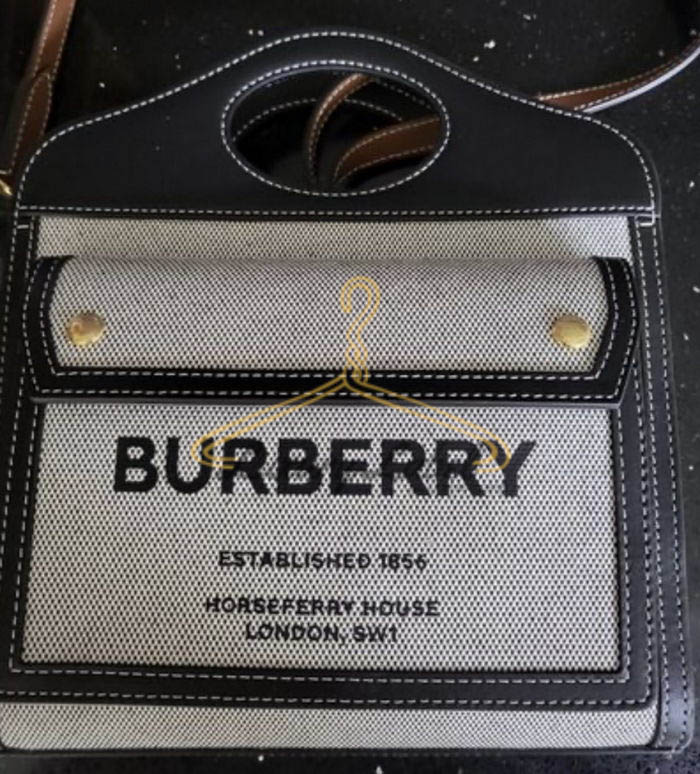 BURBERRY
ESTABLISHED 1856
HORSEFERRY HOUSE
LONDON, SW1